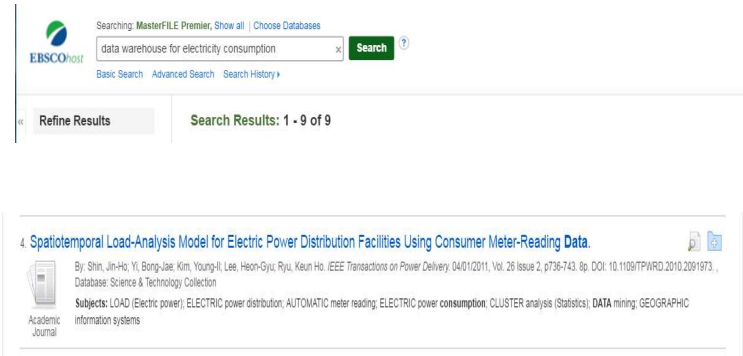 Searching: MasterFILE Premier, Show all | Choose Databases
EBSCOhost
data warehouse for electricity consumption × Search ?
Basic Search Advanced Search Search History
« Refine Results Search Results: 1 - 9 of 9
4. Spatiotemporal Load-Analysis Model for Electric Power Distribution Facilities Using Consumer Meter-Reading Data.
By: Shin, Jin-Ho; Yi, Bong-Jae; Kim, Young-Il; Lee, Heon-Gyu; Ryu, Keun Ho. IEEE Transactions on Power Delivery. 04/01/2011, Vol. 26 Issue 2, p736-743. 8p. DOI: 10.1109/TPWRD.2010.2091973. ,
Database: Science & Technology Collection
Subjects: LOAD (Electric power); ELECTRIC power distribution; AUTOMATIC meter reading; ELECTRIC power consumption; CLUSTER analysis (Statistics); DATA mining; GEOGRAPHIC
information systems
Academic
Journal